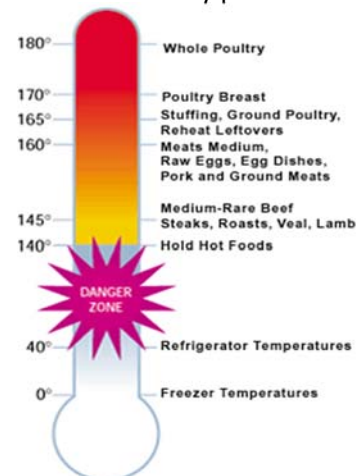 180° Whole Poultry
170° Poultry Breast
165° Stuffing, Ground Poultry,
Reheat Leftovers
160° Meats Medium,
Raw Eggs, Egg Dishes,
Pork and Ground Meats
145° Medium-Rare Beef
Steaks, Roasts, Veal, Lamb
140° Hold Hot Foods
DANGER
ZONE
40° Refrigerator Temperatures
0° Freezer Temperatures